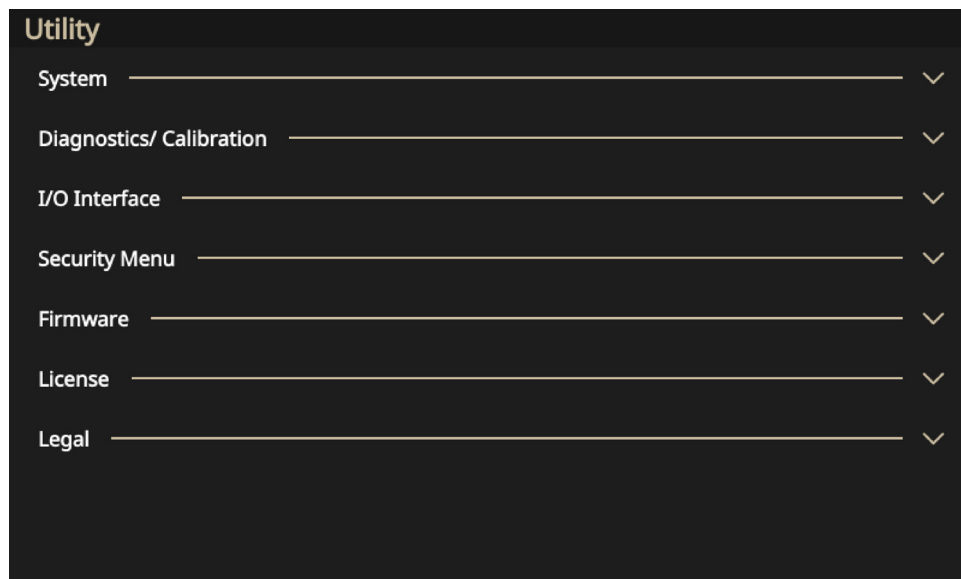 Utility
System
Diagnostics/ Calibration
I/O Interface
Security Menu
Firmware
License
Legal